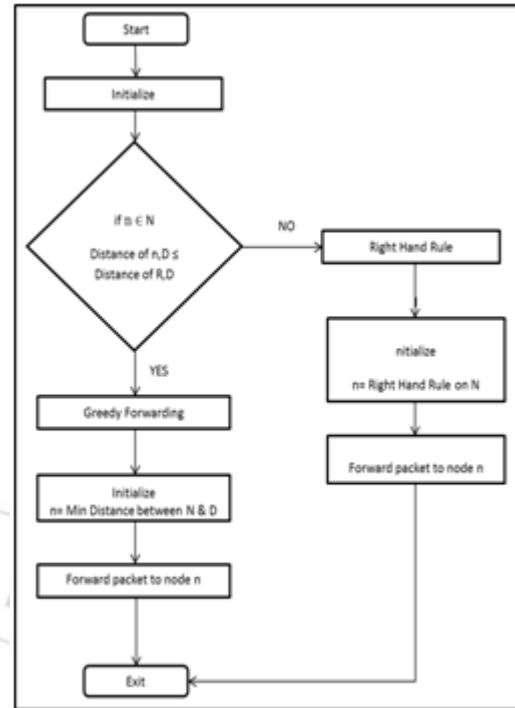 Start
Initialize
if n ∈ N
Distance of n,D ≤
Distance of R,D
NO
Right Hand Rule
nitialize
n= Right Hand Rule on N
Forward packet to node n
YES
Greedy Forwarding
Initialize
n= Min Distance between N & D
Forward packet to node n
Exit